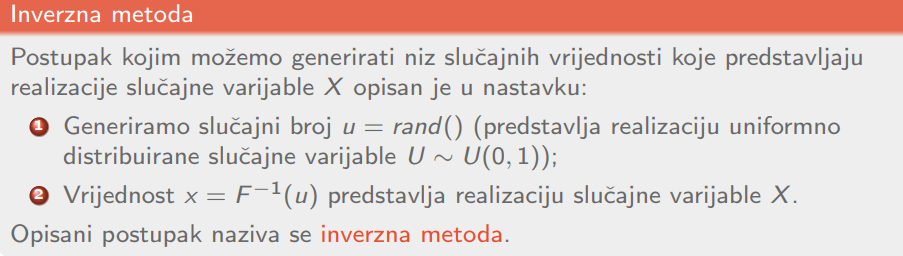 Inverzna metoda
Postupak kojim možemo generirati niz slučajnih vrijednosti koje predstavljaju
realizacije slučajne varijable X opisan je u nastavku:
1 Generiramo slučajni broj u = rand() (predstavlja realizaciju uniformno
distribuirane slučajne varijable U ∼ U(0, 1));
2 Vrijednost x = F⁻¹(u) predstavlja realizaciju slučajne varijable X.
Opisani postupak naziva se inverzna metoda.